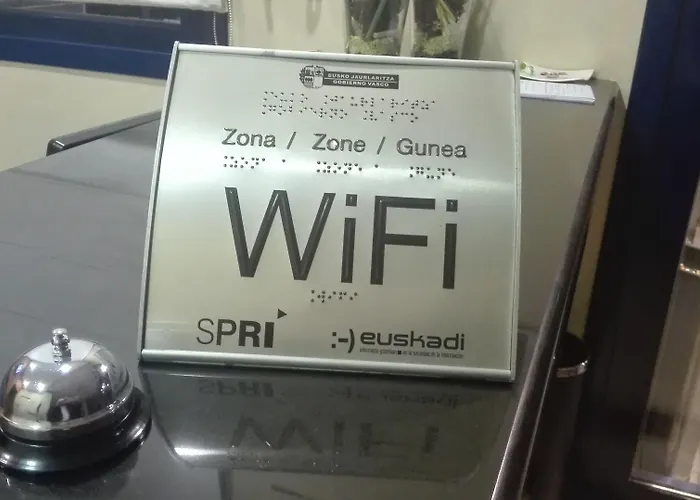 EUSKO JAURLARITZA
GOBIERNO VASCO
Zona / Zone / Gunea
WiFi
SPRI
:-) euskadi